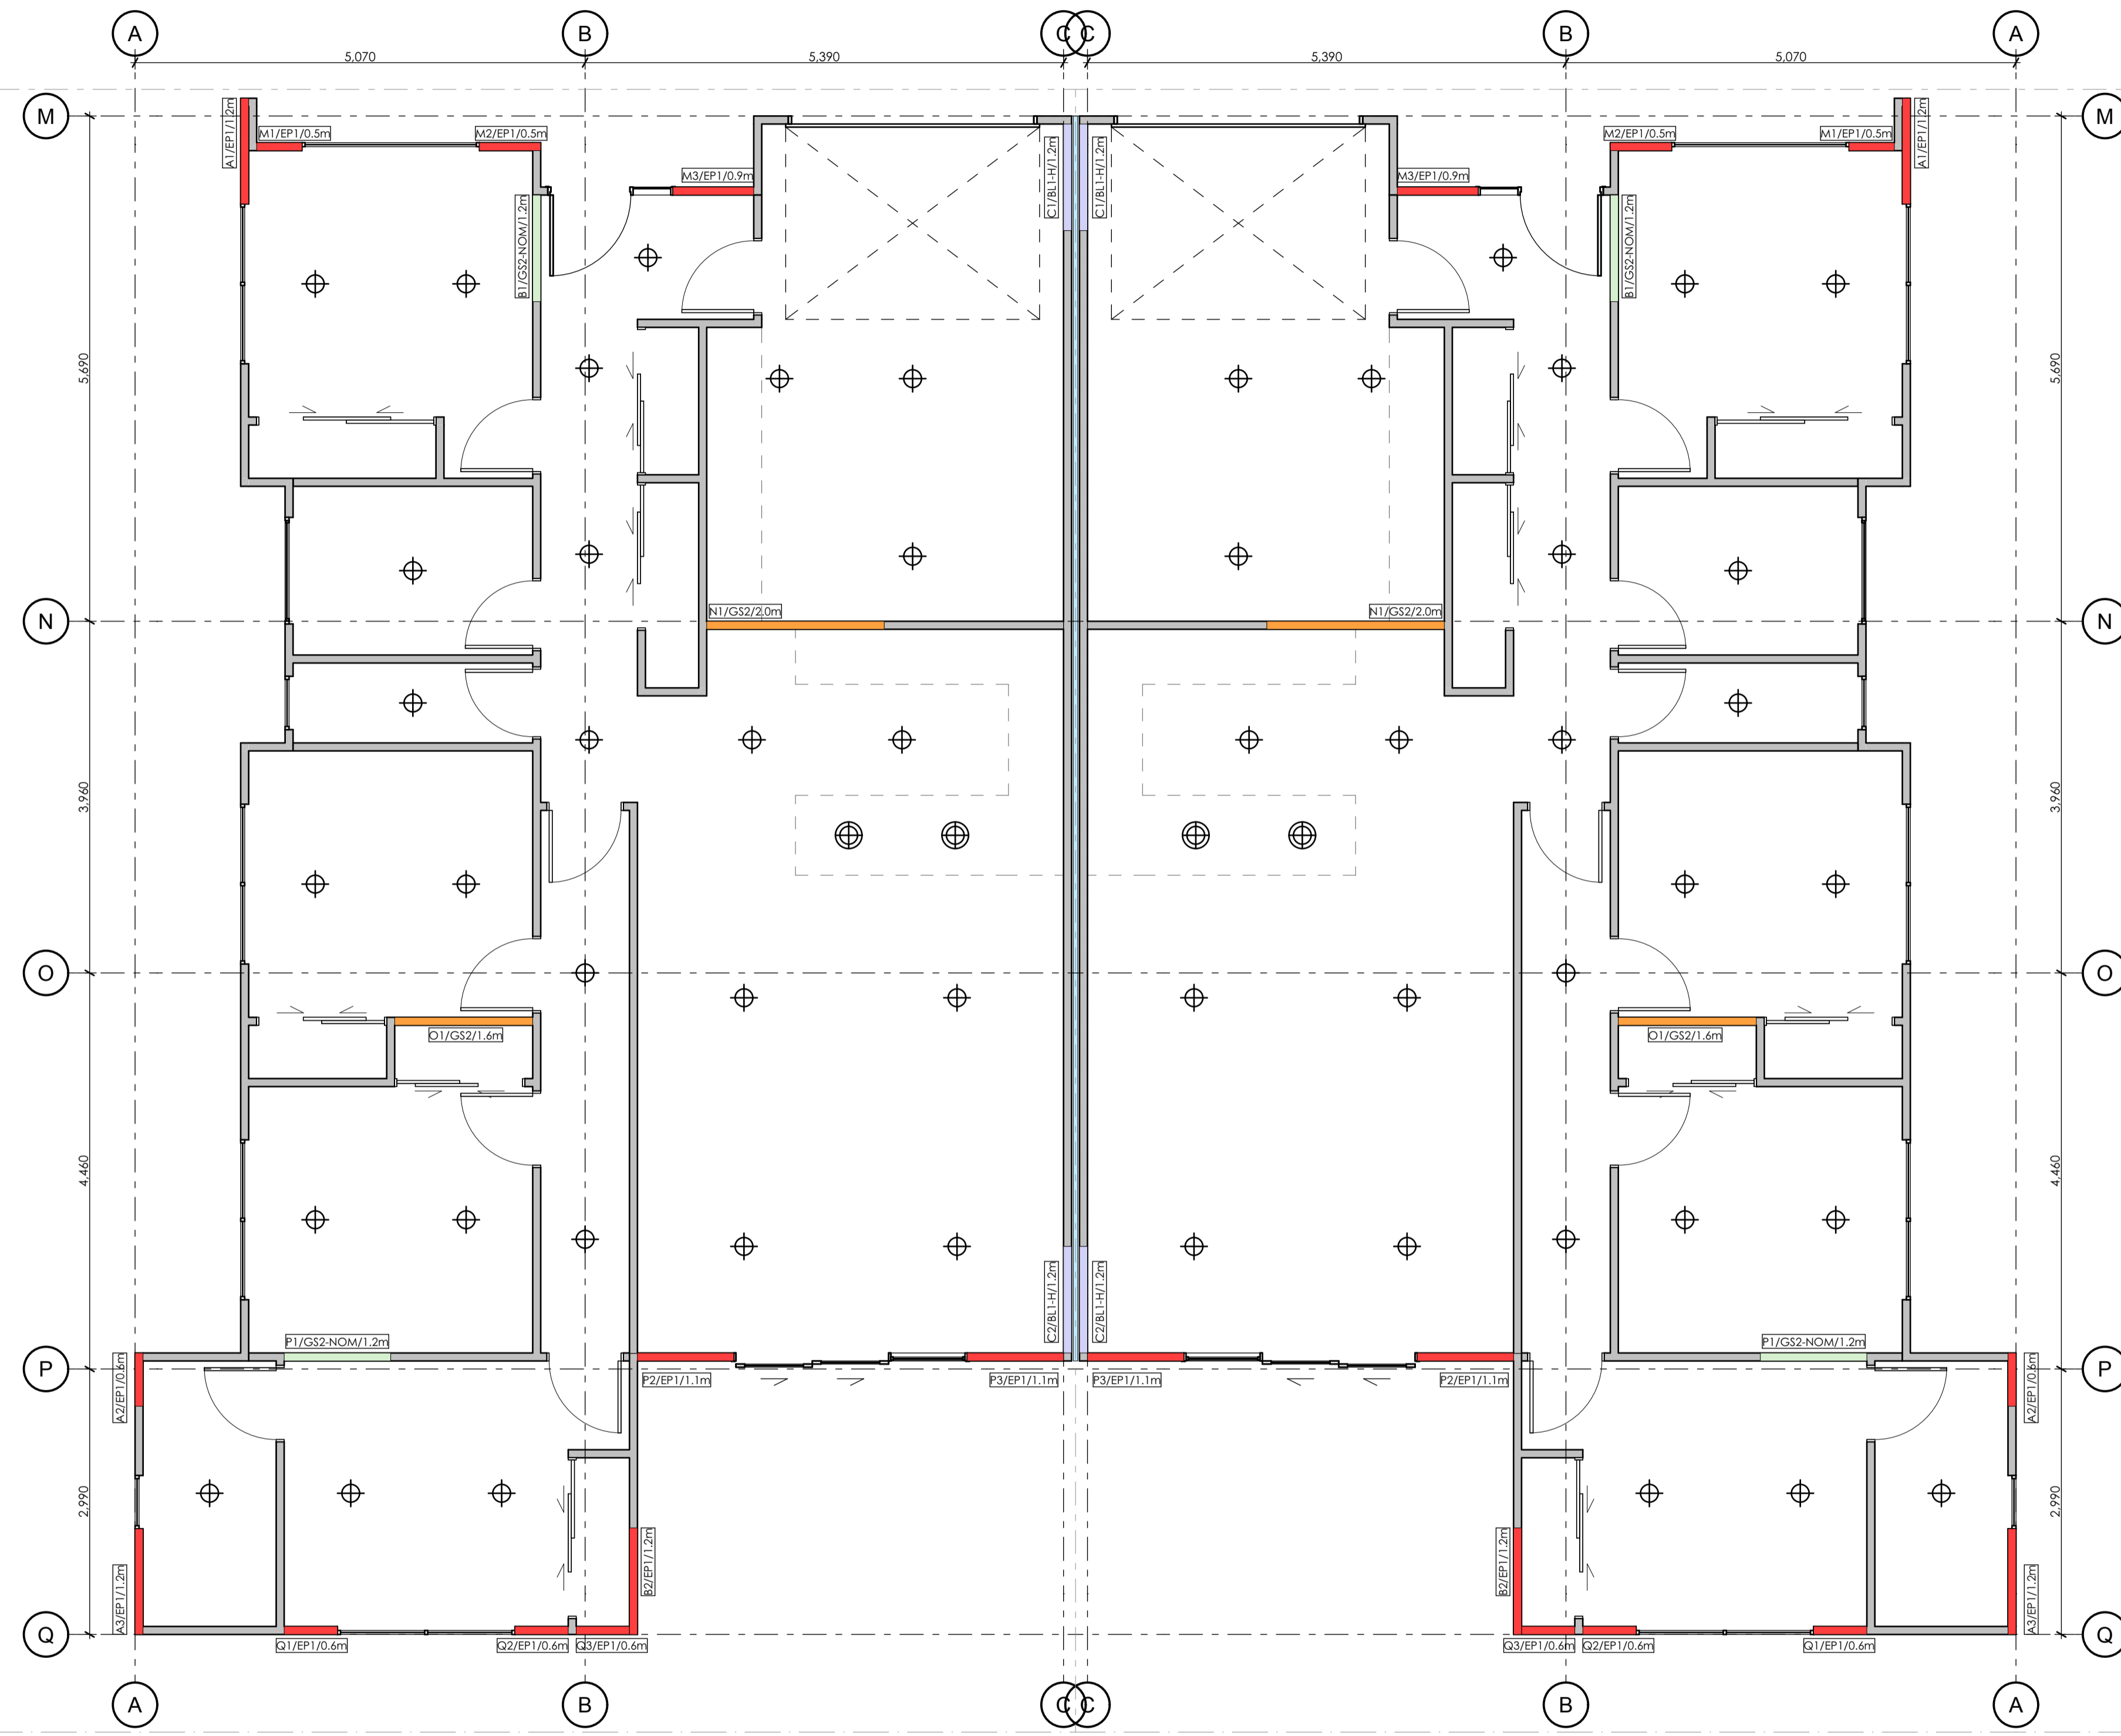 A B C C B A
5,070 5,390 5,390 5,070
M M
A1/EP1/1.2m M1/EP1/0.5m M2/EP1/0.5m M2/EP1/0.5m M1/EP1/0.5m A1/EP1/1.2m
M3/EP1/0.9m C1/BL1-H/1.2m C1/BL1-H/1.2m M3/EP1/0.9m
B1/GS2-NOM/1.2m B1/GS2-NOM/1.2m
5,690 5,690
N1/GS2/2.0m N1/GS2/2.0m
N N
3,960 3,960
O O
O1/GS2/1.6m O1/GS2/1.6m
4,460 4,460
C2/BL1-H/1.2m C2/BL1-H/1.2m
P1/GS2-NOM/1.2m P1/GS2-NOM/1.2m
P P
A2/EP1/0.6m P2/EP1/1.1m P3/EP1/1.1m P3/EP1/1.1m P2/EP1/1.1m A2/EP1/0.6m
2,990 2,990
A3/EP1/1.2m B2/EP1/1.2m B2/EP1/1.2m A3/EP1/1.2m
Q Q
Q1/EP1/0.6m Q2/EP1/0.6m Q3/EP1/0.6m Q3/EP1/0.6m Q2/EP1/0.6m Q1/EP1/0.6m
A B C C B A